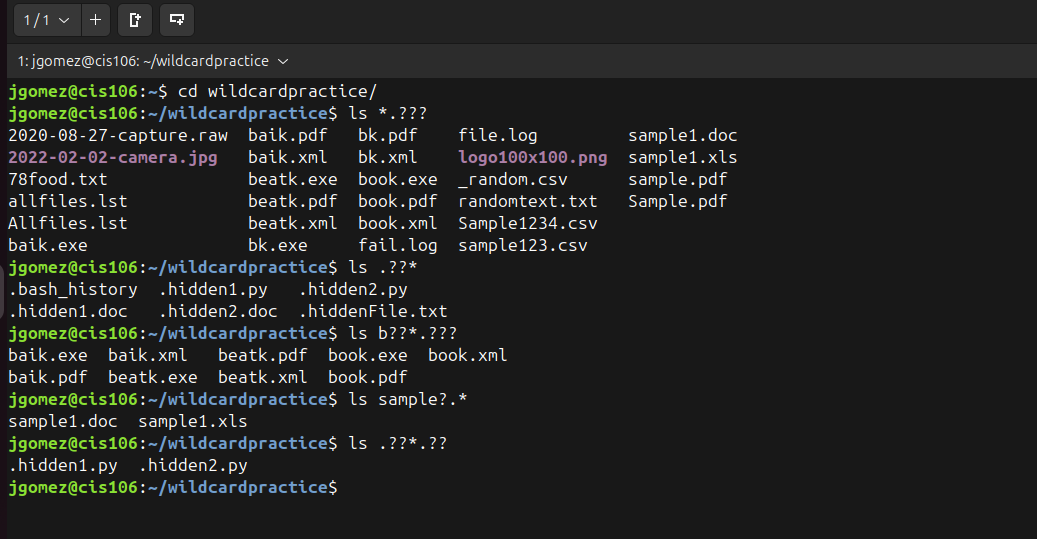 1/1
1: jgomez@cis106: ~/wildcardpractice
jgomez@cis106:~$ cd wildcardpractice/
jgomez@cis106:~/wildcardpractice$ ls *.???
2020-08-27-capture.raw  baik.pdf   bk.pdf    file.log         sample1.doc
2022-02-02-camera.jpg   baik.xml   bk.xml    logo100x100.png  sample1.xls
78food.txt              beatk.exe  book.exe  _random.csv      sample.pdf
allfiles.lst            beatk.pdf  book.pdf  randomtext.txt   Sample.pdf
Allfiles.lst            beatk.xml  book.xml  Sample1234.csv
baik.exe                bk.exe     fail.log  sample123.csv
jgomez@cis106:~/wildcardpractice$ ls .??*
.bash_history  .hidden1.py   .hidden2.py
.hidden1.doc   .hidden2.doc  .hiddenFile.txt
jgomez@cis106:~/wildcardpractice$ ls b??*.???
baik.exe  baik.xml   beatk.pdf  book.exe  book.xml
baik.pdf  beatk.exe  beatk.xml  book.pdf
jgomez@cis106:~/wildcardpractice$ ls sample?.*
sample1.doc  sample1.xls
jgomez@cis106:~/wildcardpractice$ ls .??*.??
.hidden1.py  .hidden2.py
jgomez@cis106:~/wildcardpractice$